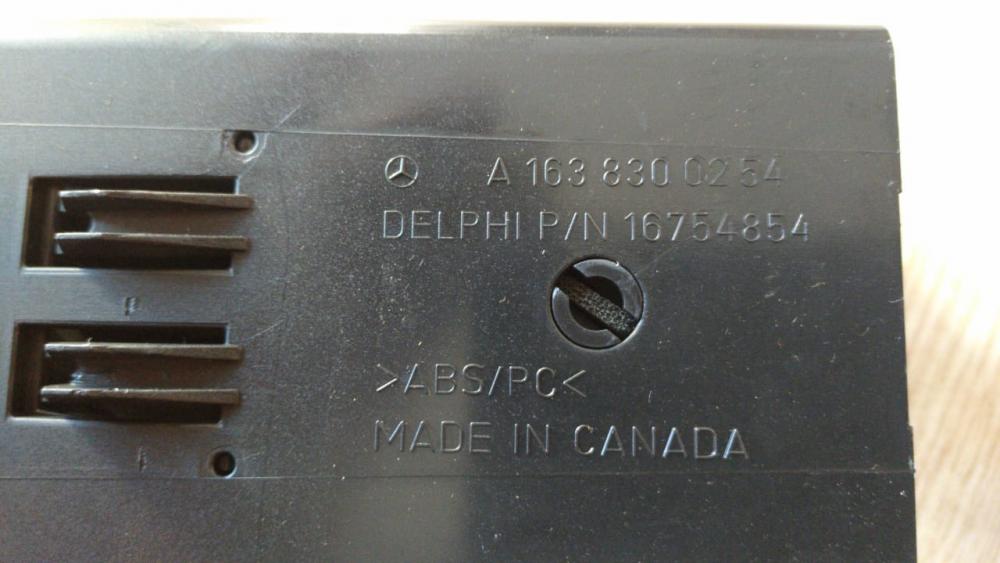 A 163 830 02 54
DELPHI P/N 16754854
>ABS/PC<
MADE IN CANADA